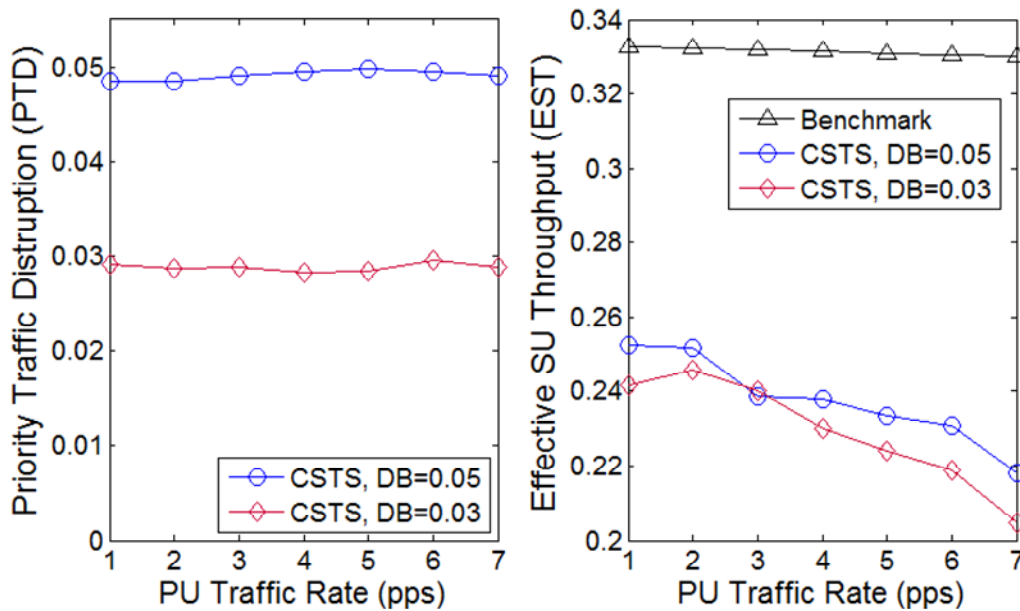 Priority Traffic Distruption (PTD)
0.05
0.04
0.03
0.02
0.01
0
1 2 3 4 5 6 7
PU Traffic Rate (pps)
CSTS, DB=0.05
CSTS, DB=0.03
Effective SU Throughput (EST)
0.34
0.32
0.3
0.28
0.26
0.24
0.22
0.2
1 2 3 4 5 6 7
PU Traffic Rate (pps)
Benchmark
CSTS, DB=0.05
CSTS, DB=0.03